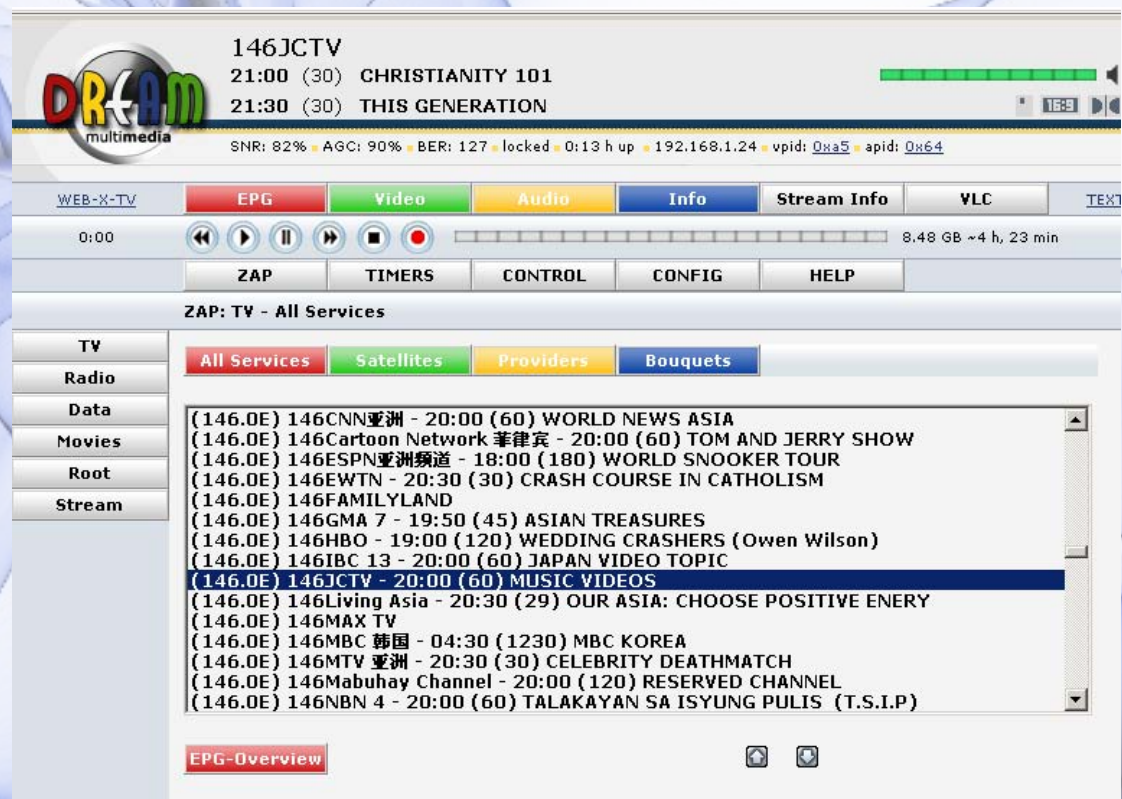 146JCTV
21:00 (30) CHRISTIANITY 101
21:30 (30) THIS GENERATION
DREAM
multimedia
16:9
SNR: 82% AGC: 90% BER: 127 locked 0:13 h up 192.168.1.24 vpid: 0xa5 apid: 0x64
WEB-X-TV EPG Video Audio Info Stream Info VLC TEXT
0:00 8.48 GB ~4 h, 23 min
ZAP TIMERS CONTROL CONFIG HELP
ZAP: TV - All Services
TV
Radio
Data
Movies
Root
Stream
All Services Satellites Providers Bouquets
(146.0E) 146CNN亚洲 - 20:00 (60) WORLD NEWS ASIA
(146.0E) 146Cartoon Network 菲律宾 - 20:00 (60) TOM AND JERRY SHOW
(146.0E) 146ESPN亚洲频道 - 18:00 (180) WORLD SNOOKER TOUR
(146.0E) 146EWTN - 20:30 (30) CRASH COURSE IN CATHOLISM
(146.0E) 146FAMILYLAND
(146.0E) 146GMA 7 - 19:50 (45) ASIAN TREASURES
(146.0E) 146HBO - 19:00 (120) WEDDING CRASHERS (Owen Wilson)
(146.0E) 146IBC 13 - 20:00 (60) JAPAN VIDEO TOPIC
(146.0E) 146JCTV - 20:00 (60) MUSIC VIDEOS
(146.0E) 146Living Asia - 20:30 (29) OUR ASIA: CHOOSE POSITIVE ENERY
(146.0E) 146MAX TV
(146.0E) 146MBC 韩国 - 04:30 (1230) MBC KOREA
(146.0E) 146MTV 亚洲 - 20:30 (30) CELEBRITY DEATHMATCH
(146.0E) 146Mabuhay Channel - 20:00 (120) RESERVED CHANNEL
(146.0E) 146NBN 4 - 20:00 (60) TALAKAYAN SA ISYUNG PULIS (T.S.I.P)
EPG-Overview